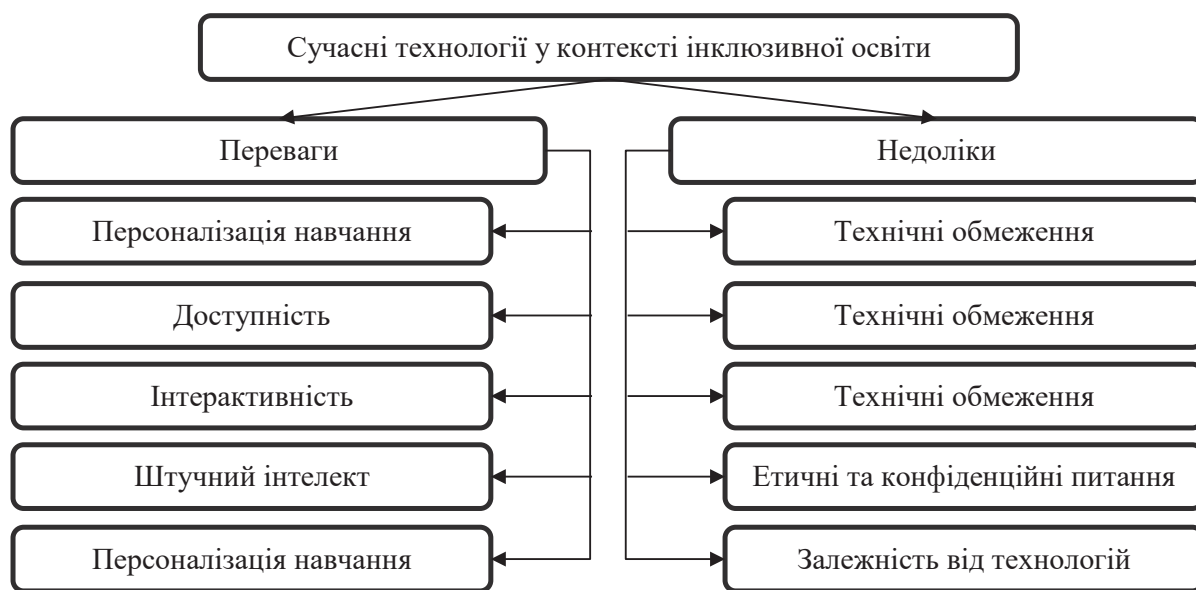 Сучасні технології у контексті інклюзивної освіти
Переваги
Недоліки
Персоналізація навчання
Технічні обмеження
Доступність
Технічні обмеження
Інтерактивність
Технічні обмеження
Штучний інтелект
Етичні та конфіденційні питання
Персоналізація навчання
Залежність від технологій